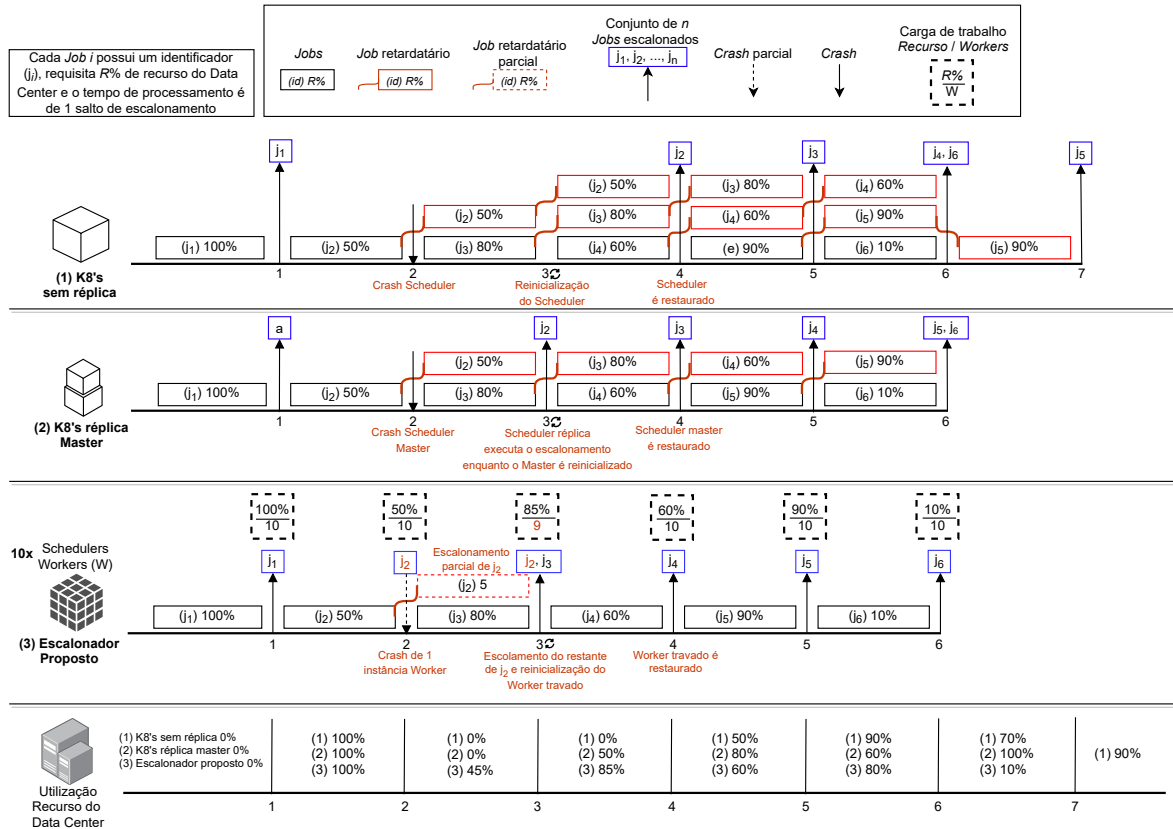 Cada Job i possui um identificador
(ji), requisita R% de recurso do Data
Center e o tempo de processamento é
de 1 salto de escalonamento
Jobs
(id) R%
Job retardatário
(id) R%
Job retardatário
parcial
(id) R%
Conjunto de n
Jobs escalonados
j1, j2, ..., jn
Crash parcial
Crash
Carga de trabalho
Recurso / Workers
R%
W
j1
j2
j3
j4, j6
j5
(j2) 50%
(j3) 80%
(j4) 60%
(j2) 50%
(j3) 80%
(j4) 60%
(j5) 90%
(j1) 100%
(j2) 50%
(j3) 80%
(j4) 60%
(e) 90%
(j6) 10%
(j5) 90%
1
2
3
4
5
6
7
(1) K8's
sem réplica
Crash Scheduler
Reinicialização
do Scheduler
Scheduler
é restaurado
a
j2
j3
j4
j5, j6
(j2) 50%
(j3) 80%
(j4) 60%
(j5) 90%
(j1) 100%
(j2) 50%
(j3) 80%
(j4) 60%
(j5) 90%
(j6) 10%
1
2
3
4
5
6
(2) K8's réplica
Master
Crash Scheduler
Master
Scheduler réplica
executa o escalonamento
enquanto o Master é reinicializado
Scheduler master
é restaurado
100%
10
50%
10
85%
9
60%
10
90%
10
10%
10
10x
Schedulers
Workers (W)
j1
j2
Escalonamento
parcial de j2
j2, j3
j4
j5
j6
(j2) 5
(j1) 100%
(j2) 50%
(j3) 80%
(j4) 60%
(j5) 90%
(j6) 10%
1
2
3
4
5
6
(3) Escalonador
Proposto
Crash de 1
instância Worker
Escolamento do restante
de j2 e reinicialização do
Worker travado
Worker travado é
restaurado
(1) K8's sem réplica 0%
(2) K8's réplica master 0%
(3) Escalonador proposto 0%
(1) 100%
(2) 100%
(3) 100%
(1) 0%
(2) 0%
(3) 45%
(1) 0%
(2) 50%
(3) 85%
(1) 50%
(2) 80%
(3) 60%
(1) 90%
(2) 60%
(3) 80%
(1) 70%
(2) 100%
(3) 10%
(1) 90%
1
2
3
4
5
6
7
Utilização
Recurso do
Data Center